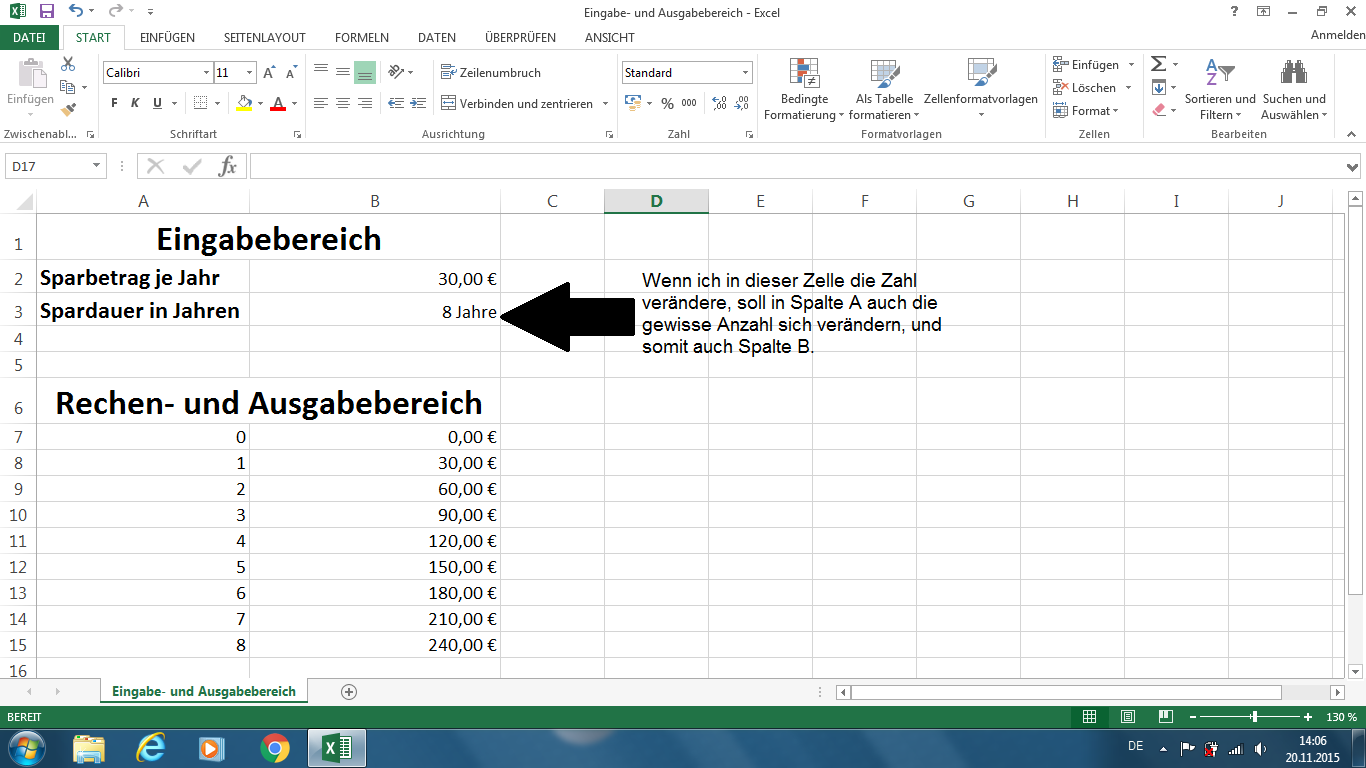 Eingabe- und Ausgabebereich - Excel
DATEI START EINFÜGEN SEITENLAYOUT FORMELN DATEN ÜBERPRÜFEN ANSICHT Anmelden
Einfügen
Calibri 11
F K U
Zeilenumbruch
Verbinden und zentrieren
Standard
% 000
Bedingte Formatierung
Als Tabelle formatieren
Zellenformatvorlagen
Einfügen
Löschen
Format
Sortieren und Filtern
Suchen und Auswählen
Zwischenabl... Schriftart Ausrichtung Zahl Formatvorlagen Zellen Bearbeiten
D17 fx
A B C D E F G H I J
1 Eingabebereich
2 Sparbetrag je Jahr 30,00 €
3 Spardauer in Jahren 8 Jahre
Wenn ich in dieser Zelle die Zahl
verändere, soll in Spalte A auch die
gewisse Anzahl sich verändern, und
somit auch Spalte B.
4
5
6 Rechen- und Ausgabebereich
7 0 0,00 €
8 1 30,00 €
9 2 60,00 €
10 3 90,00 €
11 4 120,00 €
12 5 150,00 €
13 6 180,00 €
14 7 210,00 €
15 8 240,00 €
16
Eingabe- und Ausgabebereich
BEREIT 130 %
DE 14:06
20.11.2015